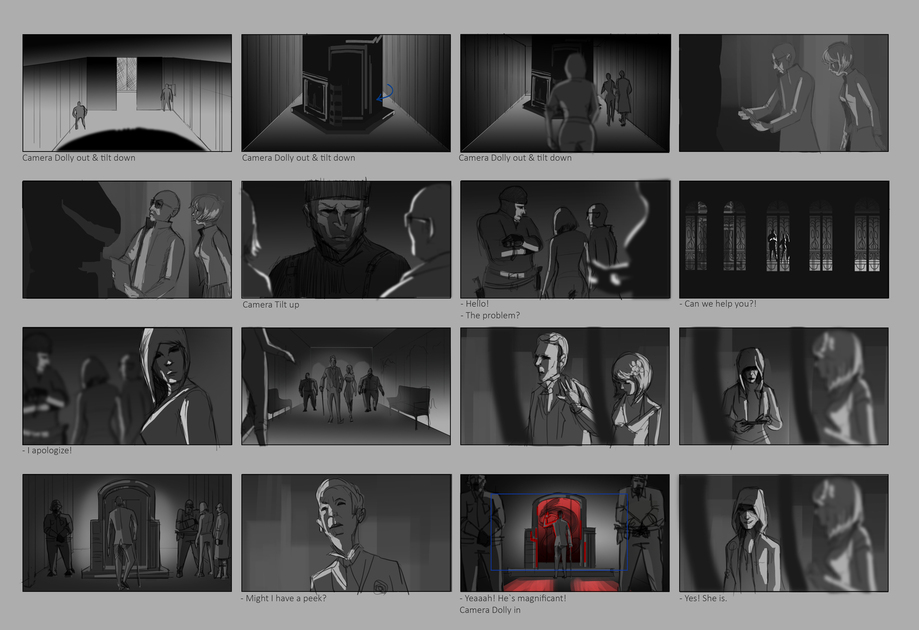 Camera Dolly out & tilt down
Camera Dolly out & tilt down
Camera Dolly out & tilt down
Camera Tilt up
- Hello!
- The problem?
- Can we help you?!
- I apologize!
- Might I have a peek?
- Yeaaah! He`s magnificant!
Camera Dolly in
- Yes! She is.